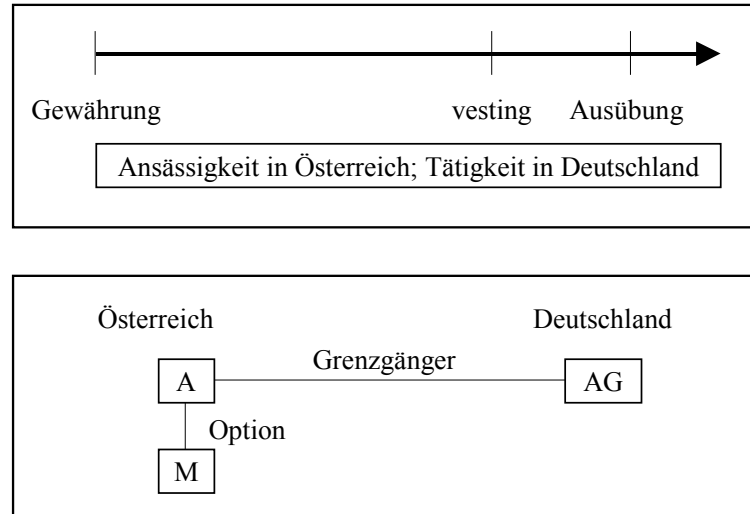 Gewährung vesting Ausübung
Ansässigkeit in Österreich; Tätigkeit in Deutschland
Österreich Deutschland
Grenzgänger
A AG
Option
M